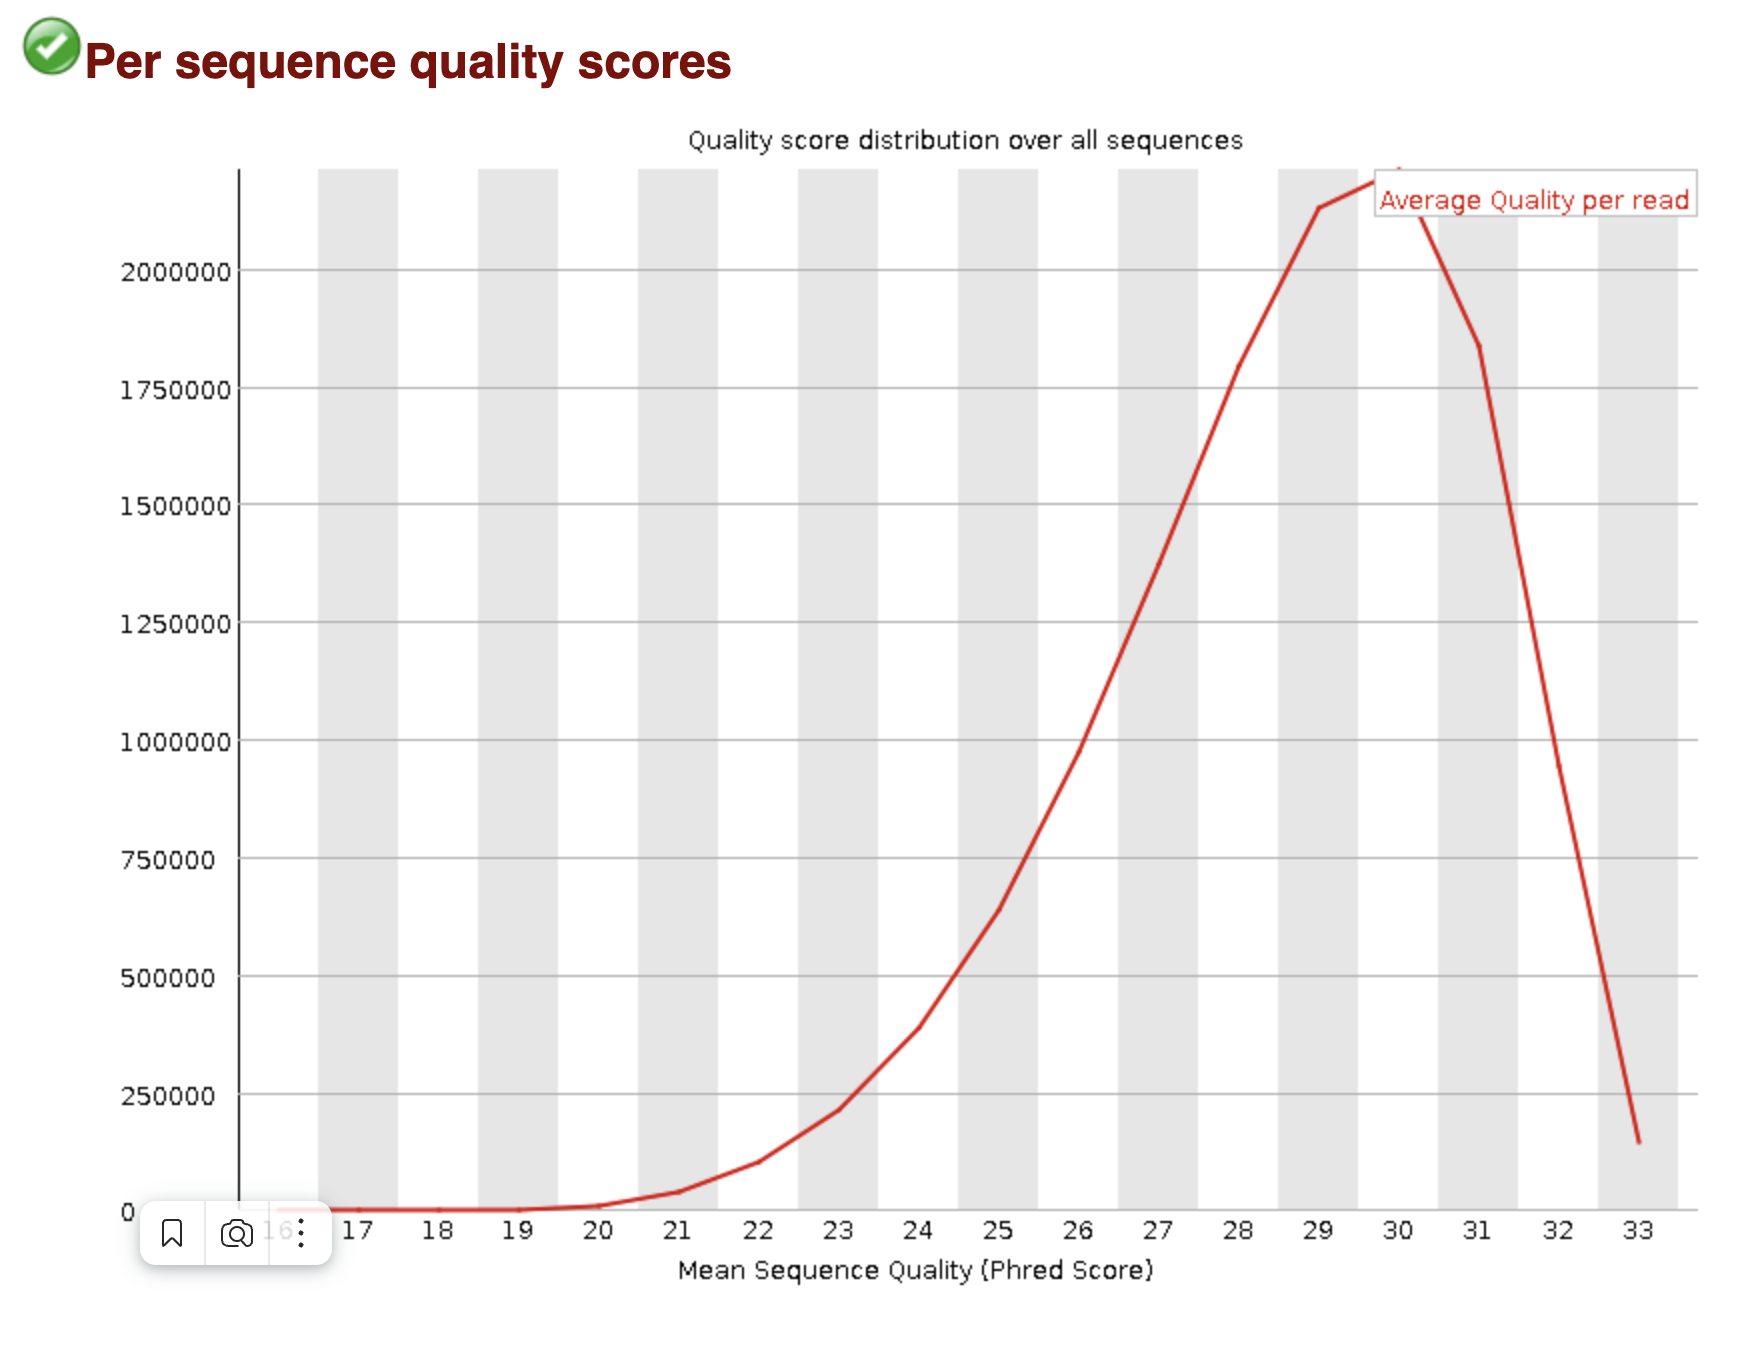 Per sequence quality scores
Quality score distribution over all sequences
Average Quality per read
2000000
1750000
1500000
1250000
1000000
750000
500000
250000
0
16 17 18 19 20 21 22 23 24 25 26 27 28 29 30 31 32 33
Mean Sequence Quality (Phred Score)